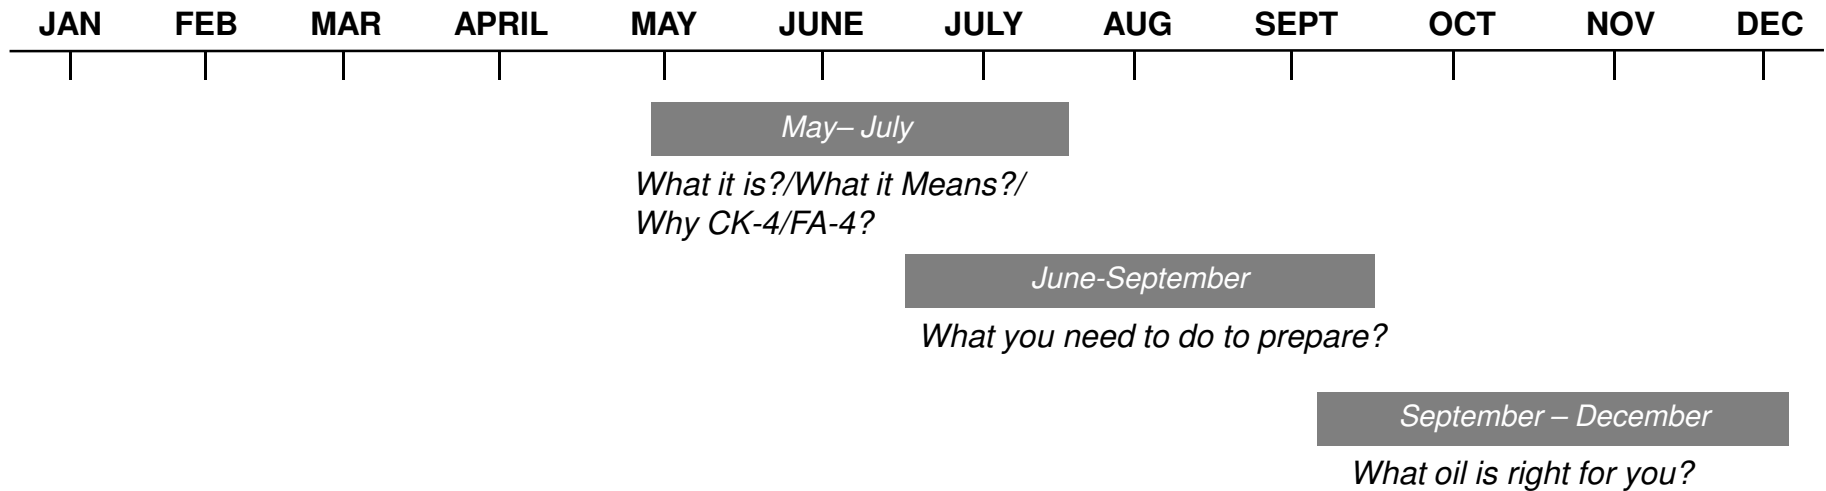 JAN FEB MAR APRIL MAY JUNE JULY AUG SEPT OCT NOV DEC
May– July
What it is?/What it Means?/
Why CK-4/FA-4?
June-September
What you need to do to prepare?
September – December
What oil is right for you?